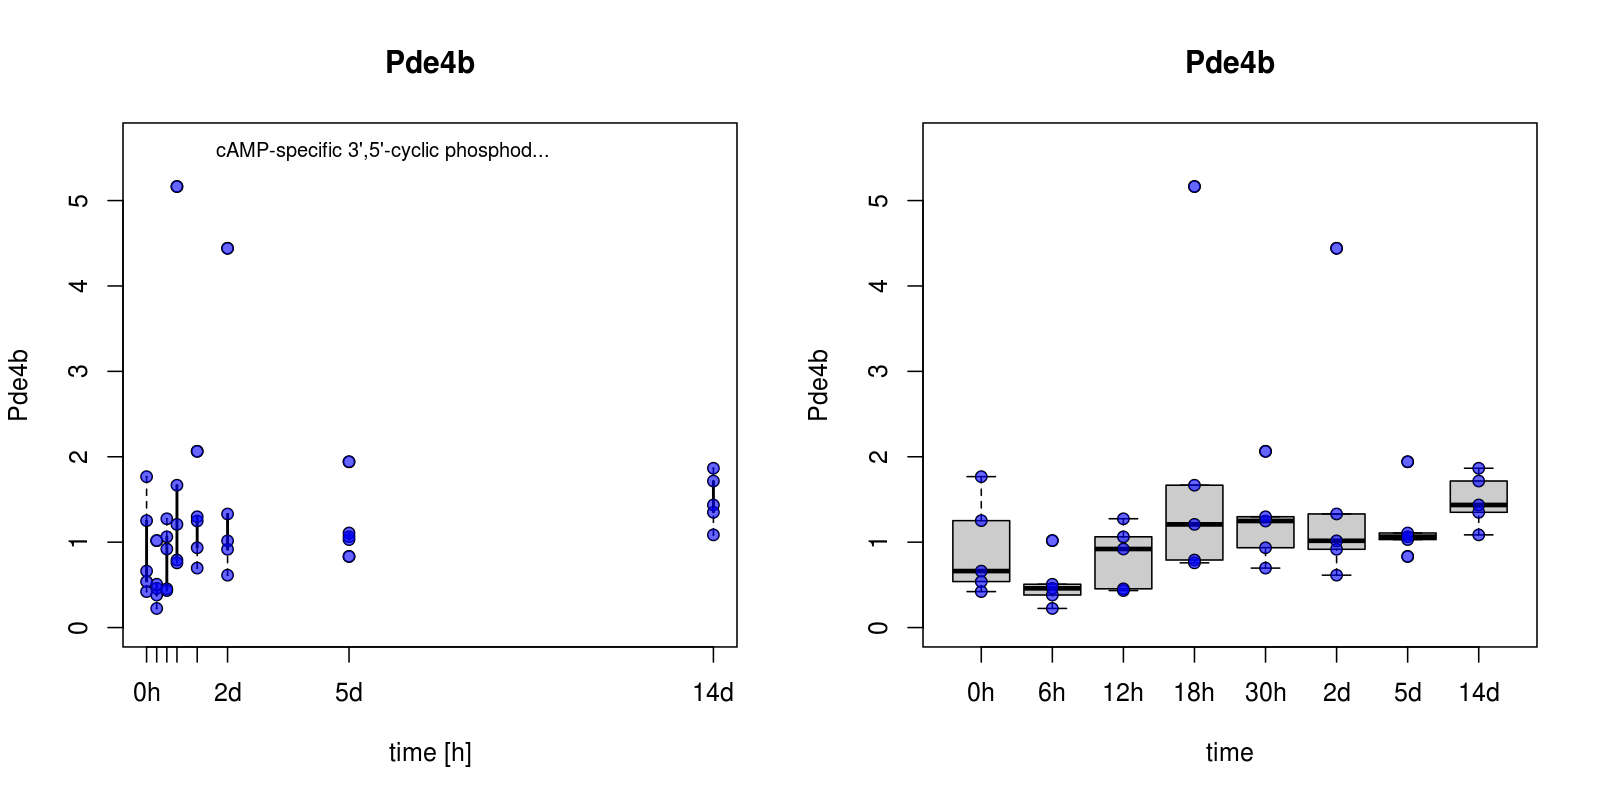 Pde4b
cAMP-specific 3',5'-cyclic phosphod...
Pde4b
0
1
2
3
4
5
0h 2d 5d 14d
time [h]
Pde4b
Pde4b
0
1
2
3
4
5
0h 6h 12h 18h 30h 2d 5d 14d
time